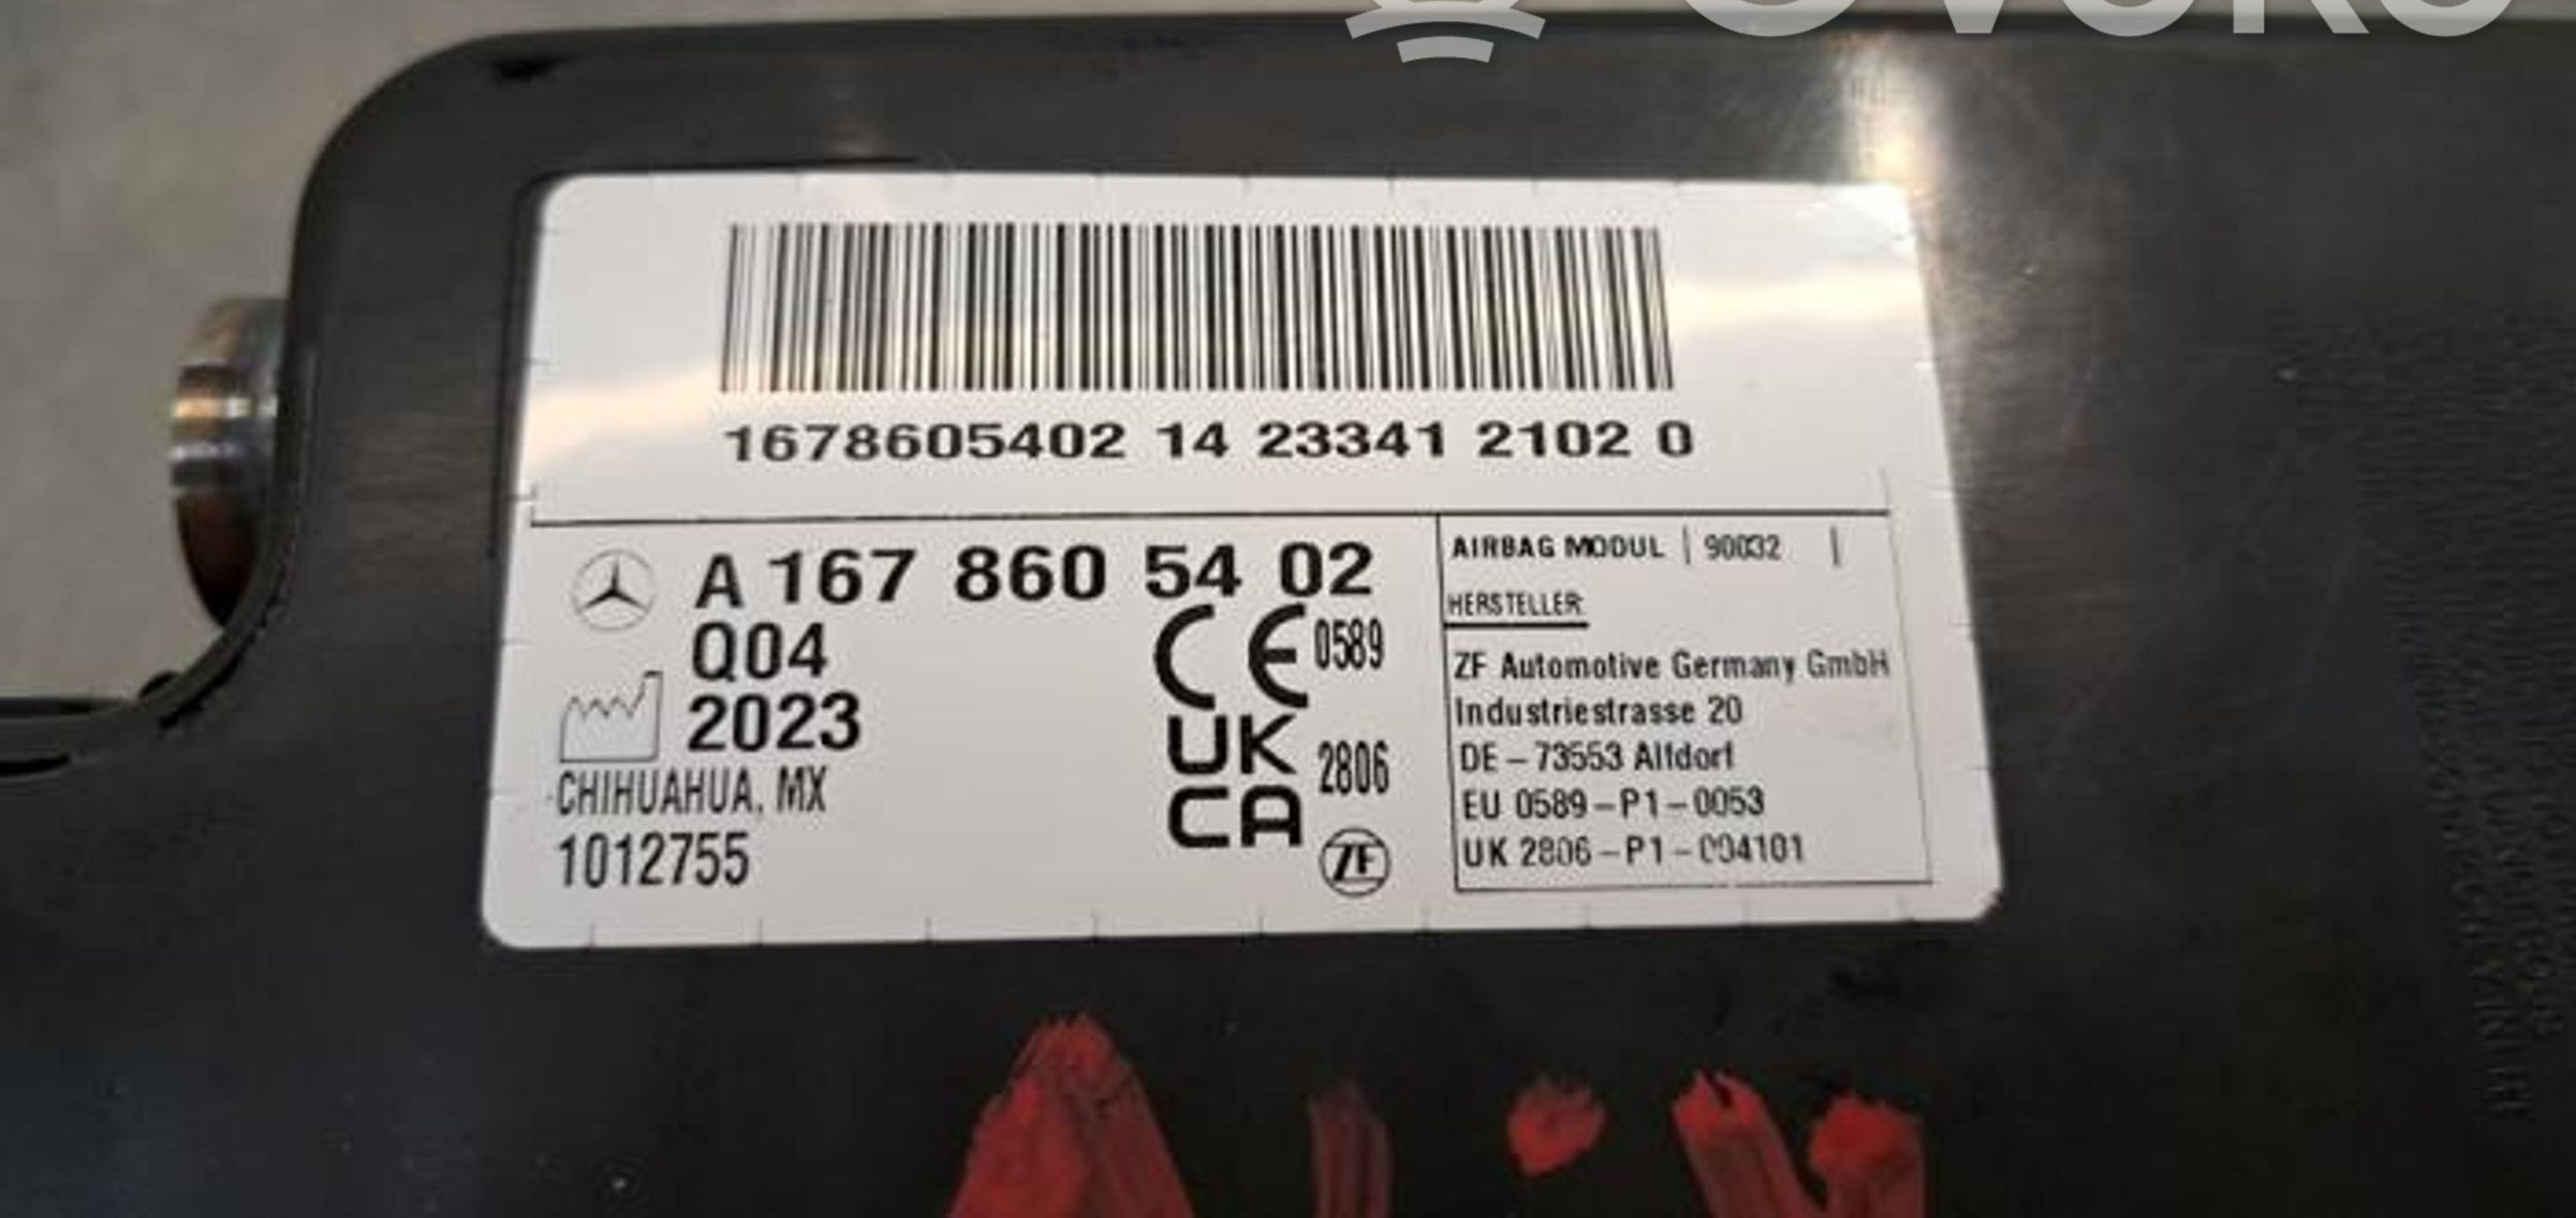 1678605402 14 23341 2102 0
A 167 860 54 02
Q04
2023
CHIHUAHUA, MX
1012755
CE 0589
UK
CA 2806
ZF
AIRBAG MODUL | 90032 |
HERSTELLER:
ZF Automotive Germany GmbH
Industriestrasse 20
DE-73553 Alfdorf
EU 0589-P1-0053
UK 2806-P1-004101